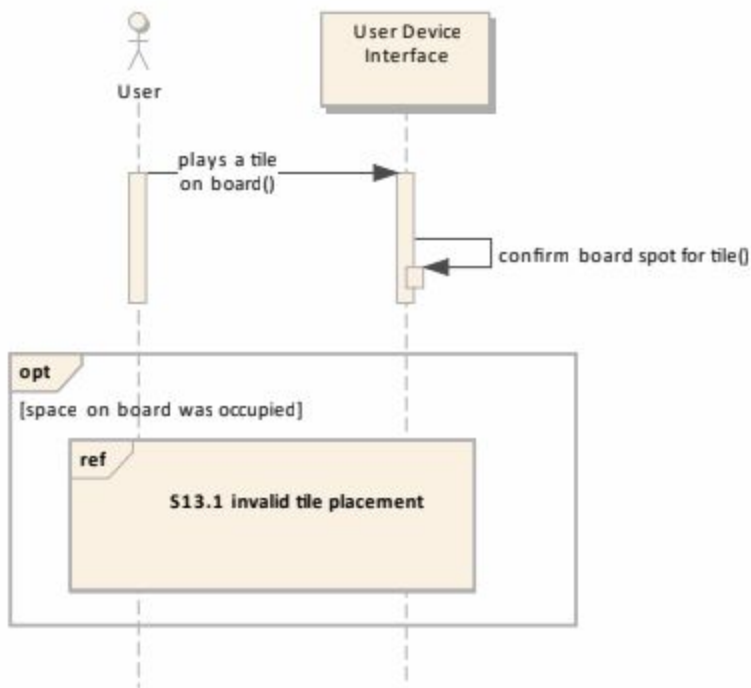 User
User Device
Interface
plays a tile
on board()
confirm board spot for tile()
opt
[space on board was occupied]
ref
S13.1 invalid tile placement